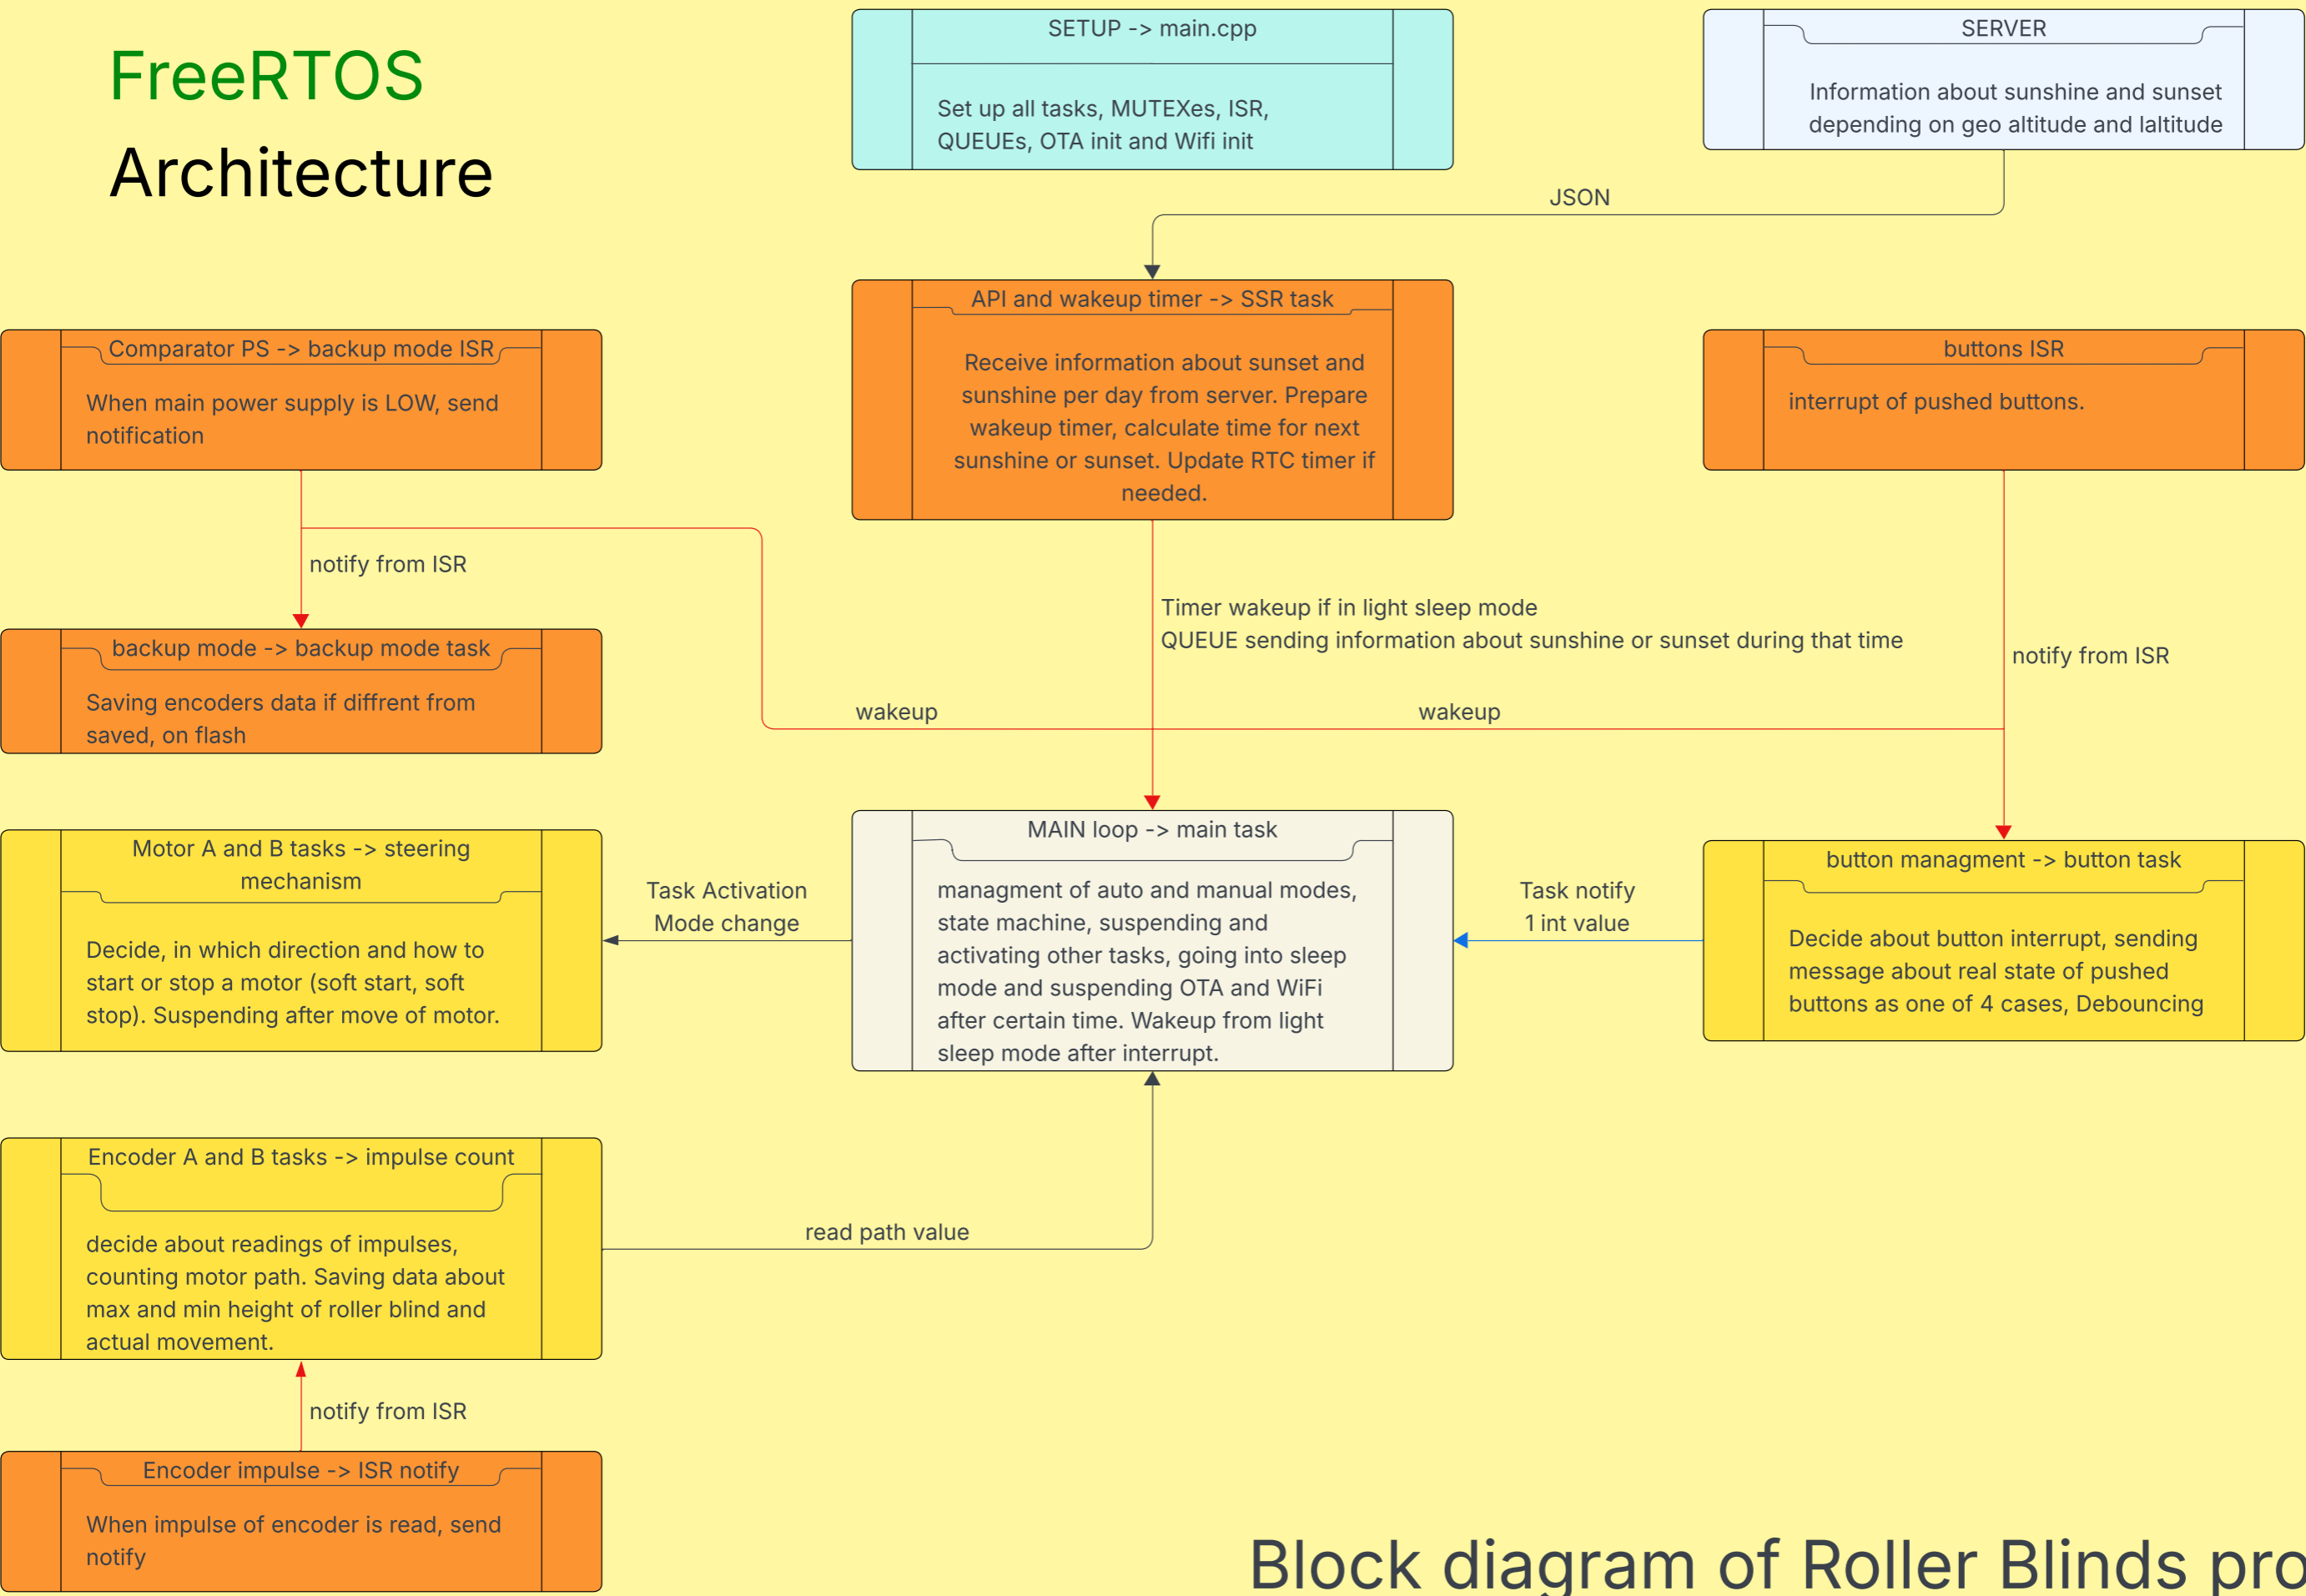 FreeRTOS
Architecture
SETUP -> main.cpp
Set up all tasks, MUTEXes, ISR,
QUEUEs, OTA init and Wifi init
SERVER
Information about sunshine and sunset
depending on geo altitude and laltitude
JSON
Comparator PS -> backup mode ISR
When main power supply is LOW, send
notification
API and wakeup timer -> SSR task
Receive information about sunset and
sunshine per day from server. Prepare
wakeup timer, calculate time for next
sunshine or sunset. Update RTC timer if
needed.
buttons ISR
interrupt of pushed buttons.
notify from ISR
Timer wakeup if in light sleep mode
QUEUE sending information about sunshine or sunset during that time
notify from ISR
backup mode -> backup mode task
Saving encoders data if diffrent from
saved, on flash
wakeup
wakeup
Motor A and B tasks -> steering
mechanism
Decide, in which direction and how to
start or stop a motor (soft start, soft
stop). Suspending after move of motor.
Task Activation
Mode change
MAIN loop -> main task
managment of auto and manual modes,
state machine, suspending and
activating other tasks, going into sleep
mode and suspending OTA and WiFi
after certain time. Wakeup from light
sleep mode after interrupt.
Task notify
1 int value
button managment -> button task
Decide about button interrupt, sending
message about real state of pushed
buttons as one of 4 cases, Debouncing
Encoder A and B tasks -> impulse count
decide about readings of impulses,
counting motor path. Saving data about
max and min height of roller blind and
actual movement.
read path value
notify from ISR
Encoder impulse -> ISR notify
When impulse of encoder is read, send
notify
Block diagram of Roller Blinds pro